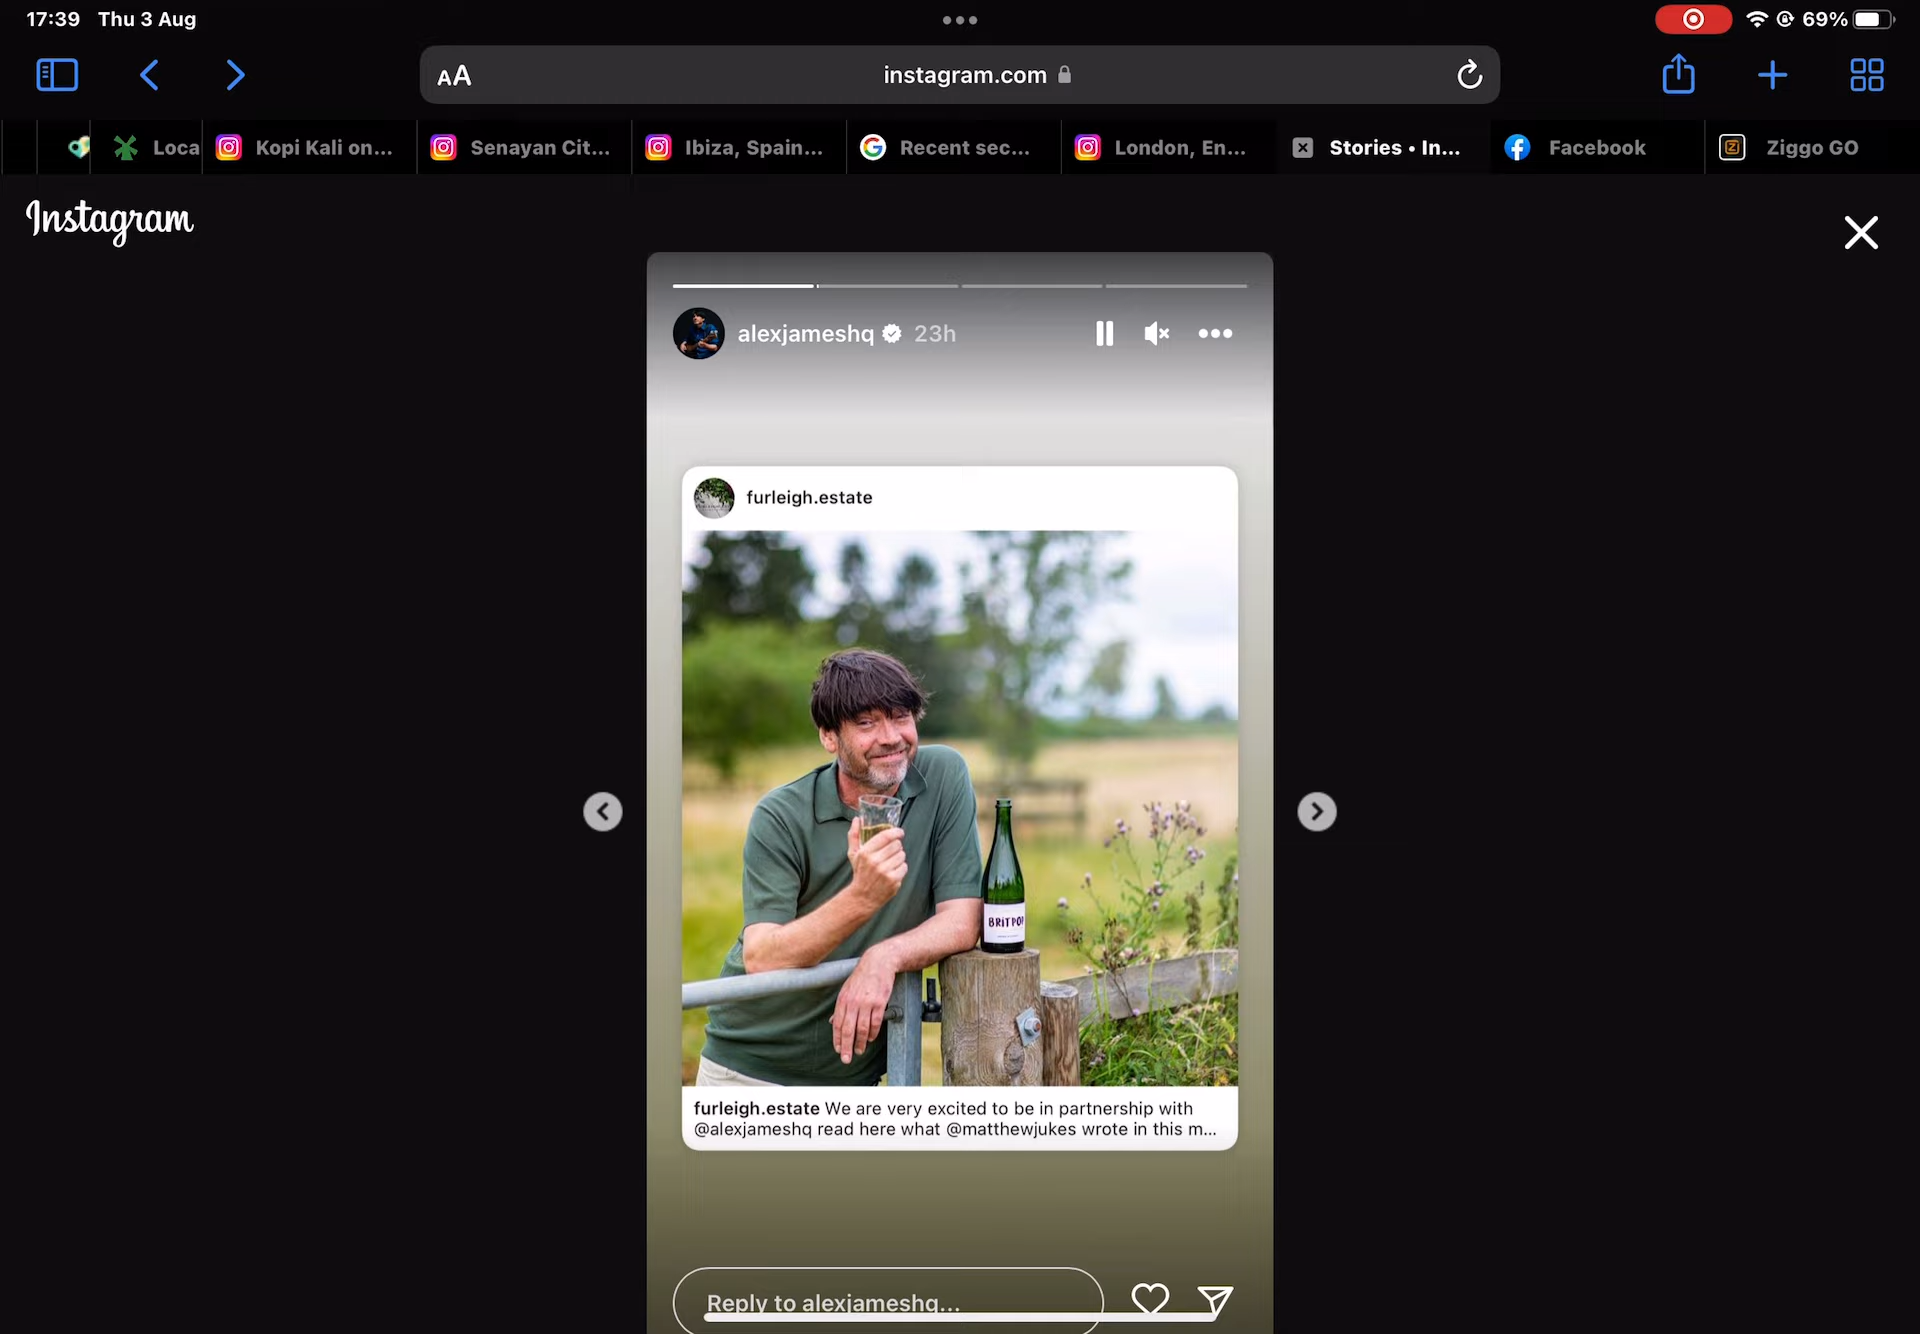 17:39 Thu 3 Aug
69%
AA
instagram.com
Loca
Kopi Kali on...
Senayan Cit...
Ibiza, Spain...
Recent sec...
London, En...
Stories • In...
Facebook
Ziggo GO
Instagram
alexjameshq 23h
furleigh.estate
BRITPOP
furleigh.estate We are very excited to be in partnership with
@alexjameshq read here what @matthewjukes wrote in this m...
Reply to alexjameshq...